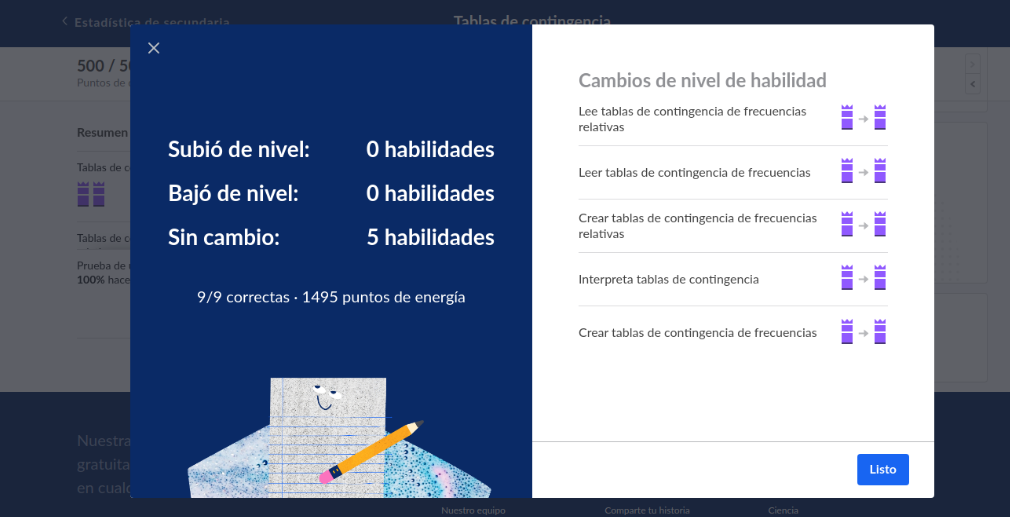 Estadística de secundaria
Tablas de contingencia
500 / 50
Puntos de
Resumen
Tablas de c
Tablas de c
Prueba de
100% hace
Subió de nivel: 0 habilidades
Bajó de nivel: 0 habilidades
Sin cambio: 5 habilidades
9/9 correctas · 1495 puntos de energía
Cambios de nivel de habilidad
Lee tablas de contingencia de frecuencias
relativas
Leer tablas de contingencia de frecuencias
Crear tablas de contingencia de frecuencias
relativas
Interpreta tablas de contingencia
Crear tablas de contingencia de frecuencias
Listo
Nuestra
gratuita
en cual
Nuestro equipo
Comparte tu historia
Ciencia